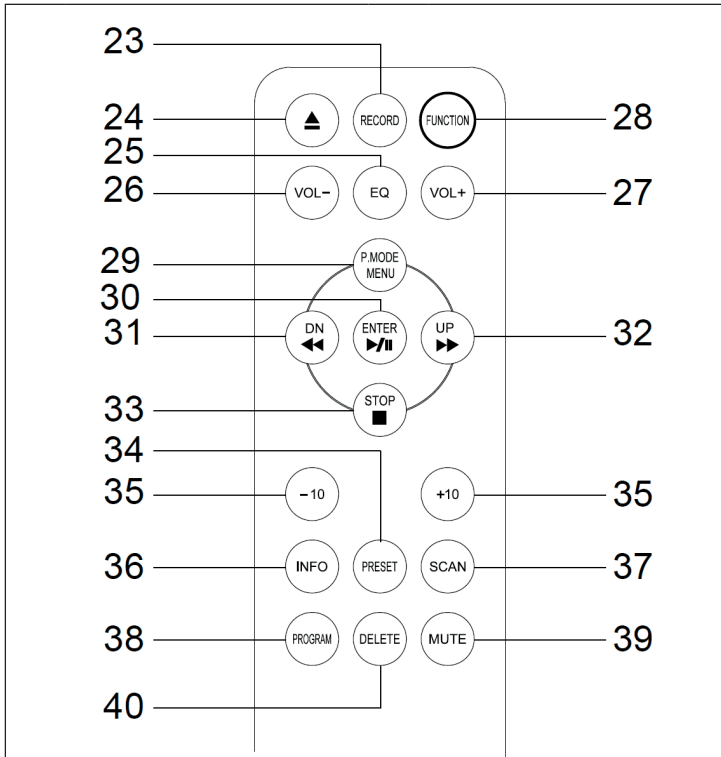 23
24 RECORD FUNCTION 28
25
26 VOL− EQ VOL+ 27
29 P.MODE
MENU
30
31 DN ENTER UP 32
33 STOP
34
35 −10 +10 35
36 INFO PRESET SCAN 37
38 PROGRAM DELETE MUTE 39
40